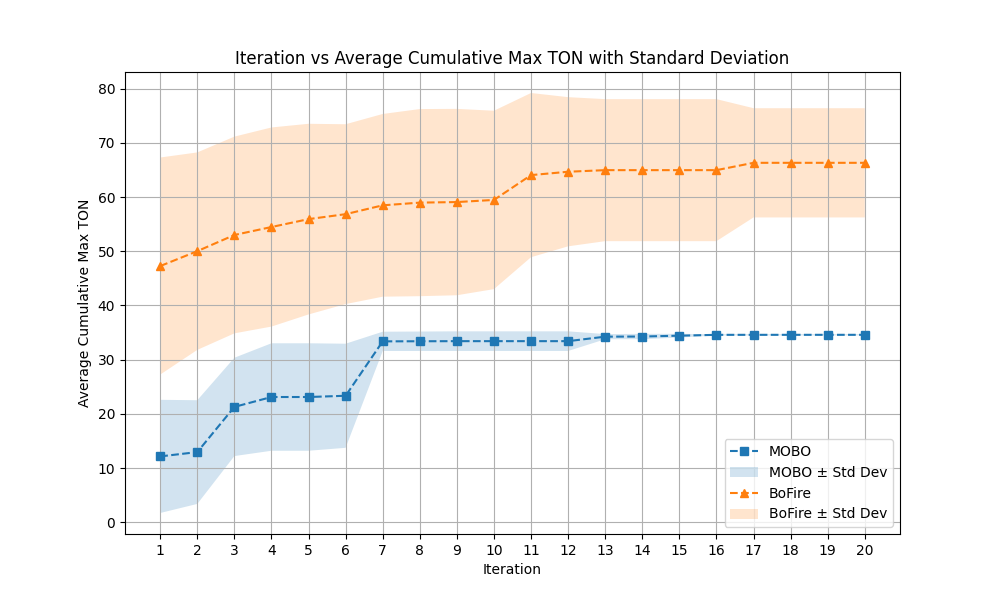 Iteration vs Average Cumulative Max TON with Standard Deviation
Average Cumulative Max TON
80
70
60
50
40
30
20
10
0
1 2 3 4 5 6 7 8 9 10 11 12 13 14 15 16 17 18 19 20
Iteration
MOBO
MOBO ± Std Dev
BoFire
BoFire ± Std Dev